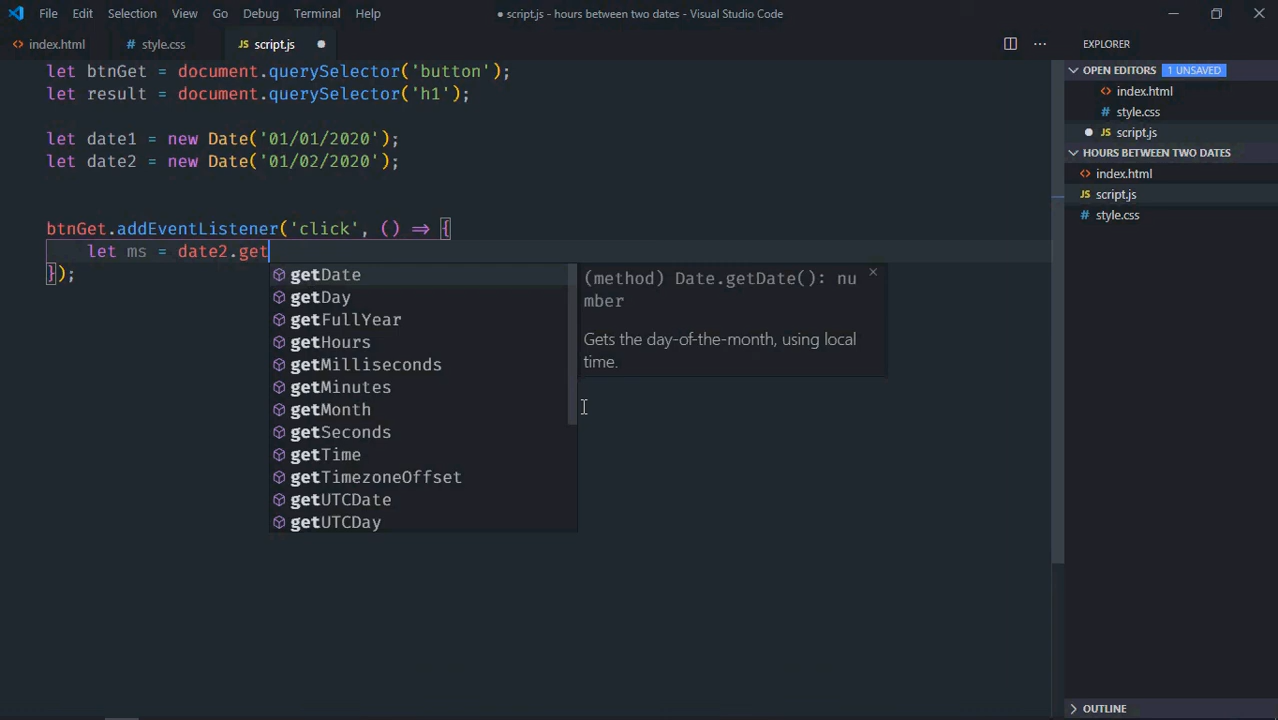 File Edit Selection View Go Debug Terminal Help
● script.js - hours between two dates - Visual Studio Code
index.html
# style.css
JS script.js ●
EXPLORER
let btnGet = document.querySelector('button');
let result = document.querySelector('h1');
let date1 = new Date('01/01/2020');
let date2 = new Date('01/02/2020');
btnGet.addEventListener('click', () ⇒ {
let ms = date2.get
});
getDate
getDay
getFullYear
getHours
getMilliseconds
getMinutes
getMonth
getSeconds
getTime
getTimezoneOffset
getUTCDate
getUTCDay
(method) Date.getDate(): nu
mber
Gets the day-of-the-month, using local
time.
OPEN EDITORS 1 UNSAVED
index.html
# style.css
● JS script.js
HOURS BETWEEN TWO DATES
index.html
JS script.js
# style.css
OUTLINE